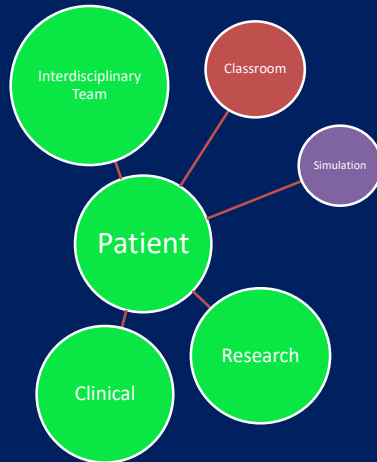 Interdisciplinary
Team
Classroom
Simulation
Patient
Research
Clinical